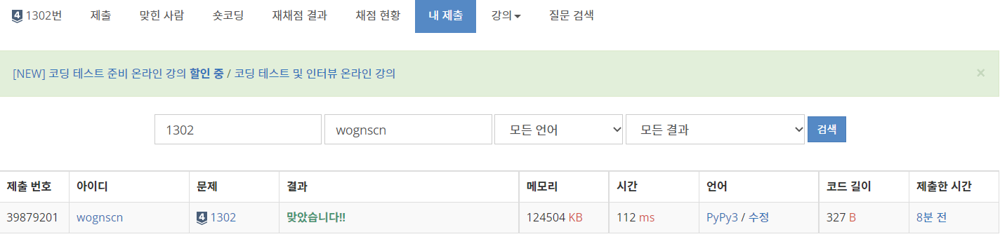 4 1302번 제출 맞힌 사람 숏코딩 재채점 결과 채점 현황 내 제출 강의 질문 검색
[NEW] 코딩 테스트 준비 온라인 강의 할인 중 / 코딩 테스트 및 인터뷰 온라인 강의 ×
1302 wognscn 모든 언어 모든 결과 검색
제출 번호 아이디 문제 결과 메모리 시간 언어 코드 길이 제출한 시간
39879201 wognscn 4 1302 맞았습니다!! 124504 KB 112 ms PyPy3 / 수정 327 B 8분 전